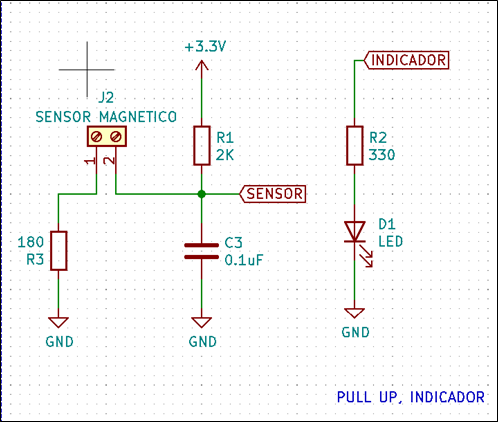 +3.3V
INDICADOR
J2
SENSOR MAGNETICO
1
2
R1
2K
R2
330
SENSOR
180
R3
C3
0.1uF
D1
LED
GND
GND
GND
PULL UP, INDICADOR